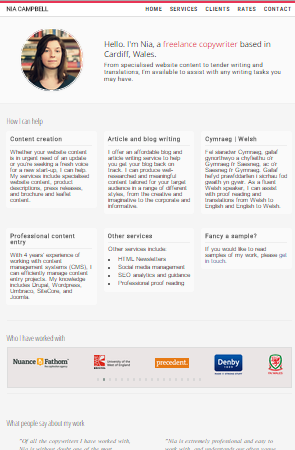 NIA CAMPBELL
HOME SERVICES CLIENTS RATES CONTACT
Hello. I'm Nia, a freelance copywriter based in
Cardiff, Wales.
From specialised website content to tender writing and
translations, I'm available to assist with any writing tasks you
may have.
How I can help
Content creation
Whether your website content
is in urgent need of an update
or you're seeking a fresh voice
for a new start-up, I can help.
My services include specialised
website content, product
descriptions, press releases,
and brochure and leaflet
content.
Article and blog writing
I offer an affordable blog and
article writing service to help
you get your blog back on
track. I can produce well-
researched and meaningful
content tailored for your target
audience in a range of different
styles, from the creative and
imaginative to the corporate and
informative.
Cymraeg | Welsh
Fel siaradwr Cymraeg, gallaf
gynorthwyo a chyfieithu o'r
Gymraeg i'r Saesneg, ac o'r
Saesneg i'r Gymraeg. Gallaf
hefyd prawfddarllen i sicrhau fod
popeth yn gywir. As a fluent
Welsh speaker, I can assist
with proof reading and
translations from Welsh to
English and English to Welsh.
Professional content
entry
With 4 years' experience of
working with content
management systems (CMS), I
can efficiently manage content
entry projects. My knowledge
includes Drupal, Wordpress,
Umbraco, SiteCore, and
Joomla.
Other services
Other services include:
HTML Newsletters
Social media management
SEO analytics and guidance
Professional proof reading
Fancy a sample?
If you would like to read
samples of my work, please get
in touch.
Who I have worked with
Nuance Fathom
University of the
West of England
precedent.
Denby
What people say about my work
"Of all the copywriters I have worked with,
Nia is without doubt one of the most
"Nia is extremely professional and easy to
work with, and understands our often